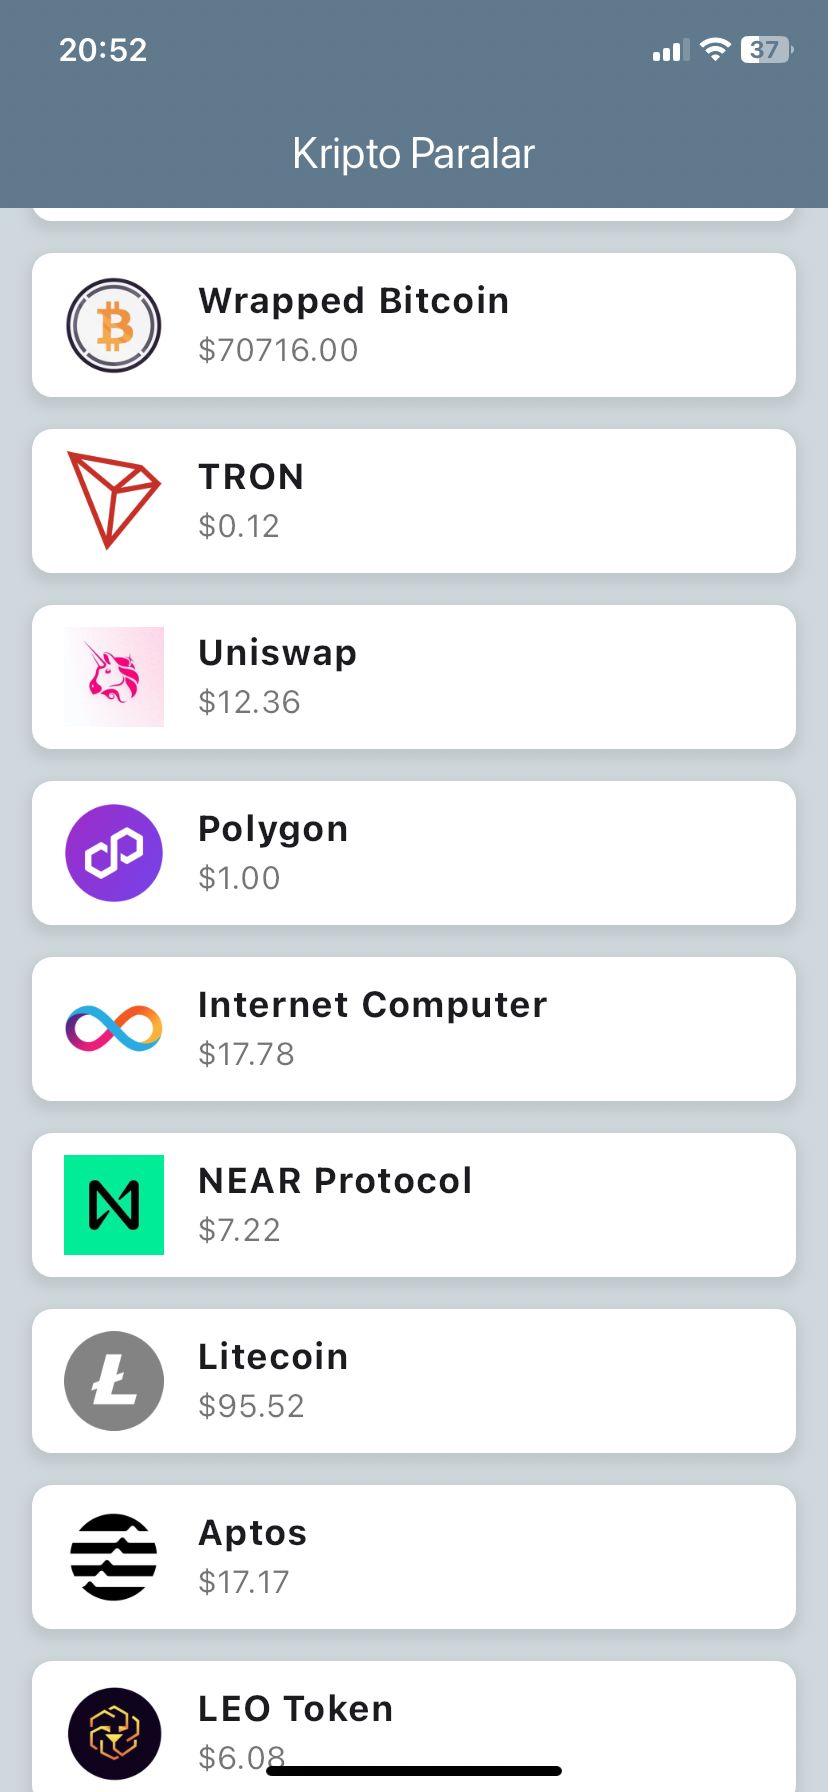 20:52
37
Kripto Paralar
Wrapped Bitcoin
$70716.00
TRON
$0.12
Uniswap
$12.36
Polygon
$1.00
Internet Computer
$17.78
NEAR Protocol
$7.22
Litecoin
$95.52
Aptos
$17.17
LEO Token
$6.08